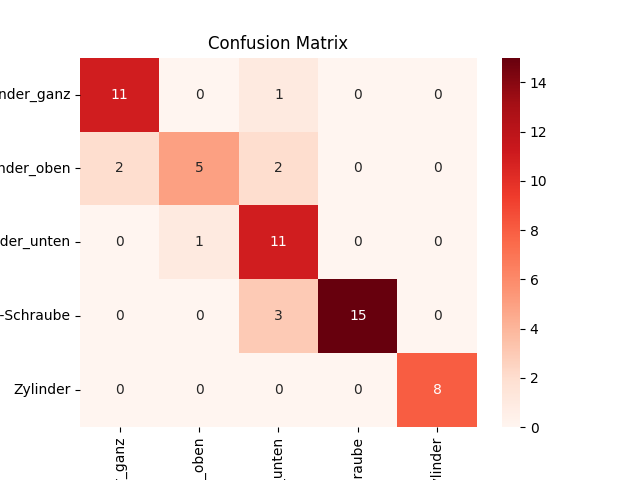 Confusion Matrix
nder_ganz 11 0 1 0 0
nder_oben 2 5 2 0 0
der_unten 0 1 11 0 0
-Schraube 0 0 3 15 0
Zylinder 0 0 0 0 8
_ganz
_oben
_unten
raube
ylinder
14
12
10
8
6
4
2
0